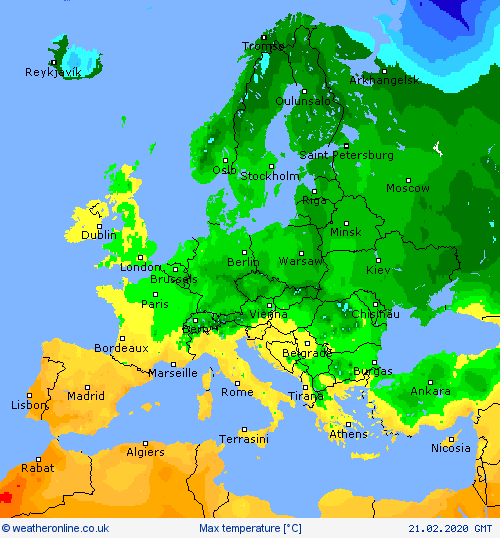 Tromsø
Reykjavík
Arkhangelsk
Oulunsalo
Saint Petersburg
Oslo
Stockholm
Moscow
Riga
Minsk
Dublin
London
Berlin
Warsaw
Kiev
Brussels
Paris
Vienna
Chisinau
Bordeaux
Belgrade
Marseille
Burgas
Lisbon
Madrid
Rome
Tirana
Ankara
Terrasini
Athens
Nicosia
Rabat
Algiers
© weatheronline.co.uk Max temperature [°C] 21.02.2020 GMT